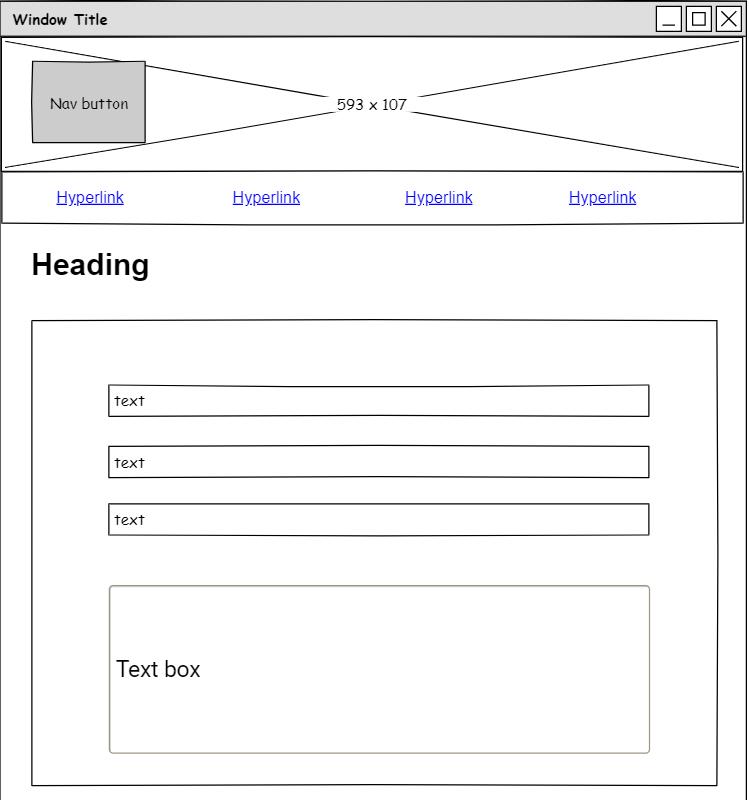 Window Title
Nav button
593 x 107
Hyperlink Hyperlink Hyperlink Hyperlink
Heading
text
text
text
Text box